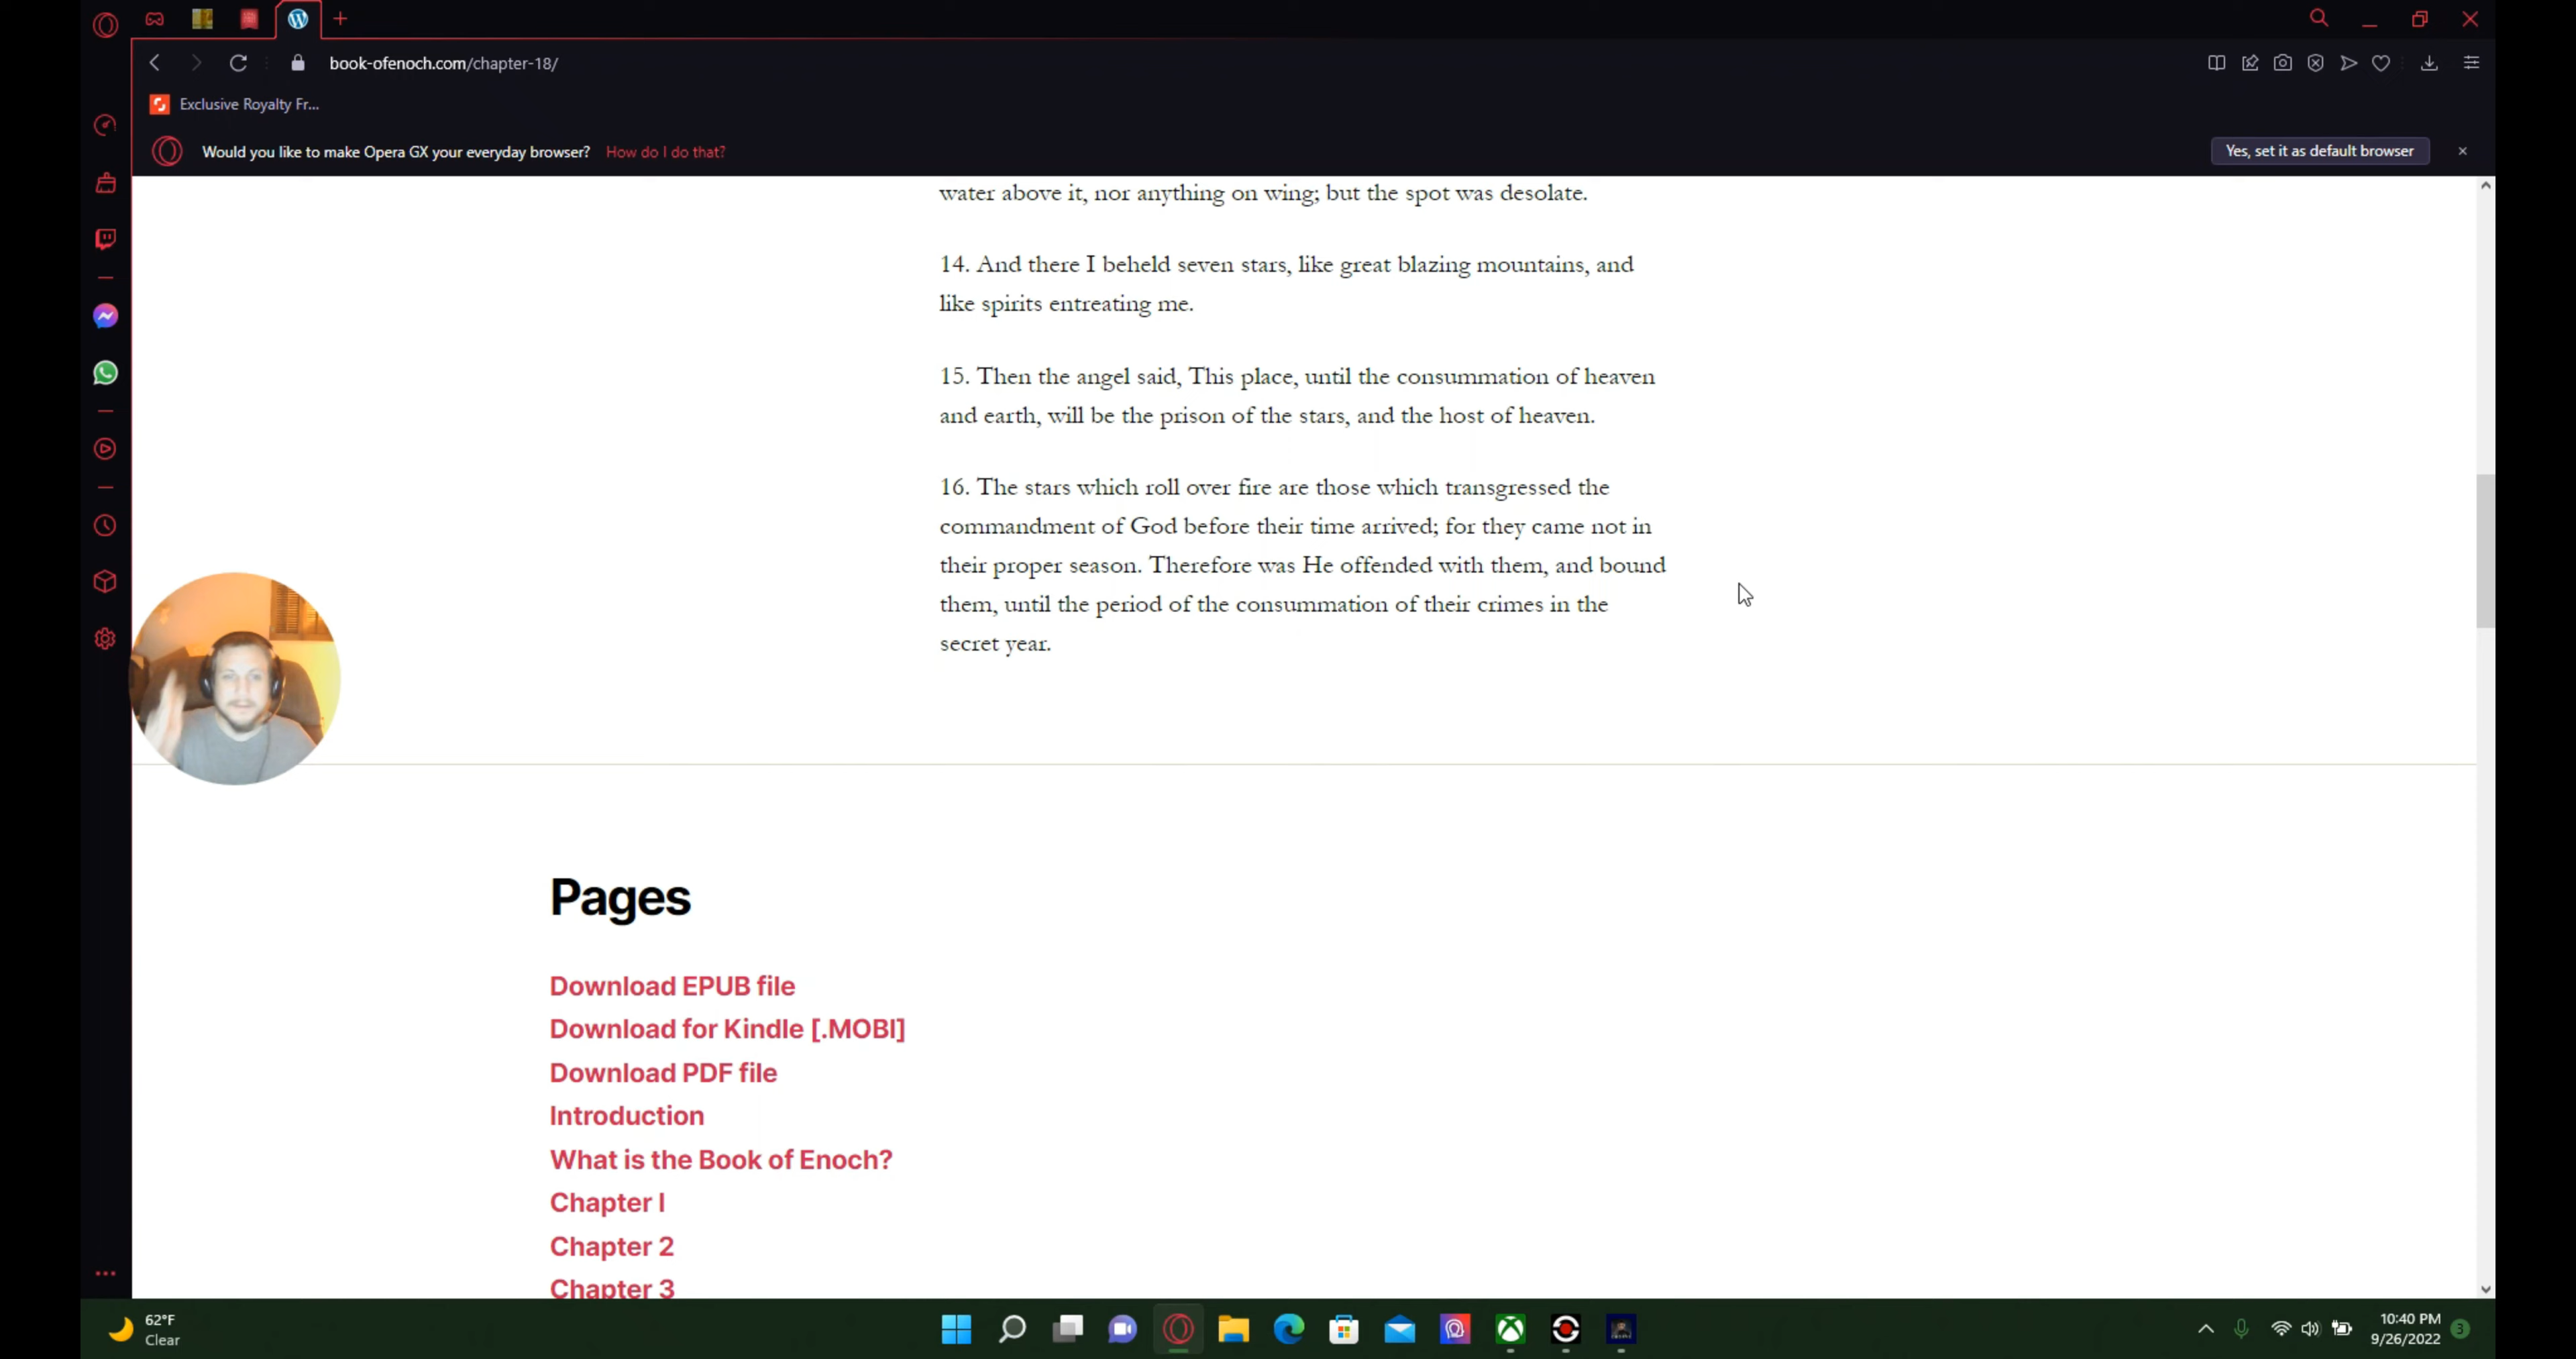 book-ofenoch.com/chapter-18/
Exclusive Royalty Fr...
Would you like to make Opera GX your everyday browser? How do I do that?
Yes, set it as default browser
water above it, nor anything on wing; but the spot was desolate.
14. And there I beheld seven stars, like great blazing mountains, and
like spirits entreating me.
15. Then the angel said, This place, until the consummation of heaven
and earth, will be the prison of the stars, and the host of heaven.
16. The stars which roll over fire are those which transgressed the
commandment of God before their time arrived; for they came not in
their proper season. Therefore was He offended with them, and bound
them, until the period of the consummation of their crimes in the
secret year.
Pages
Download EPUB file
Download for Kindle [.MOBI]
Download PDF file
Introduction
What is the Book of Enoch?
Chapter I
Chapter 2
Chapter 3
62°F
Clear
10:40 PM
9/26/2022
3